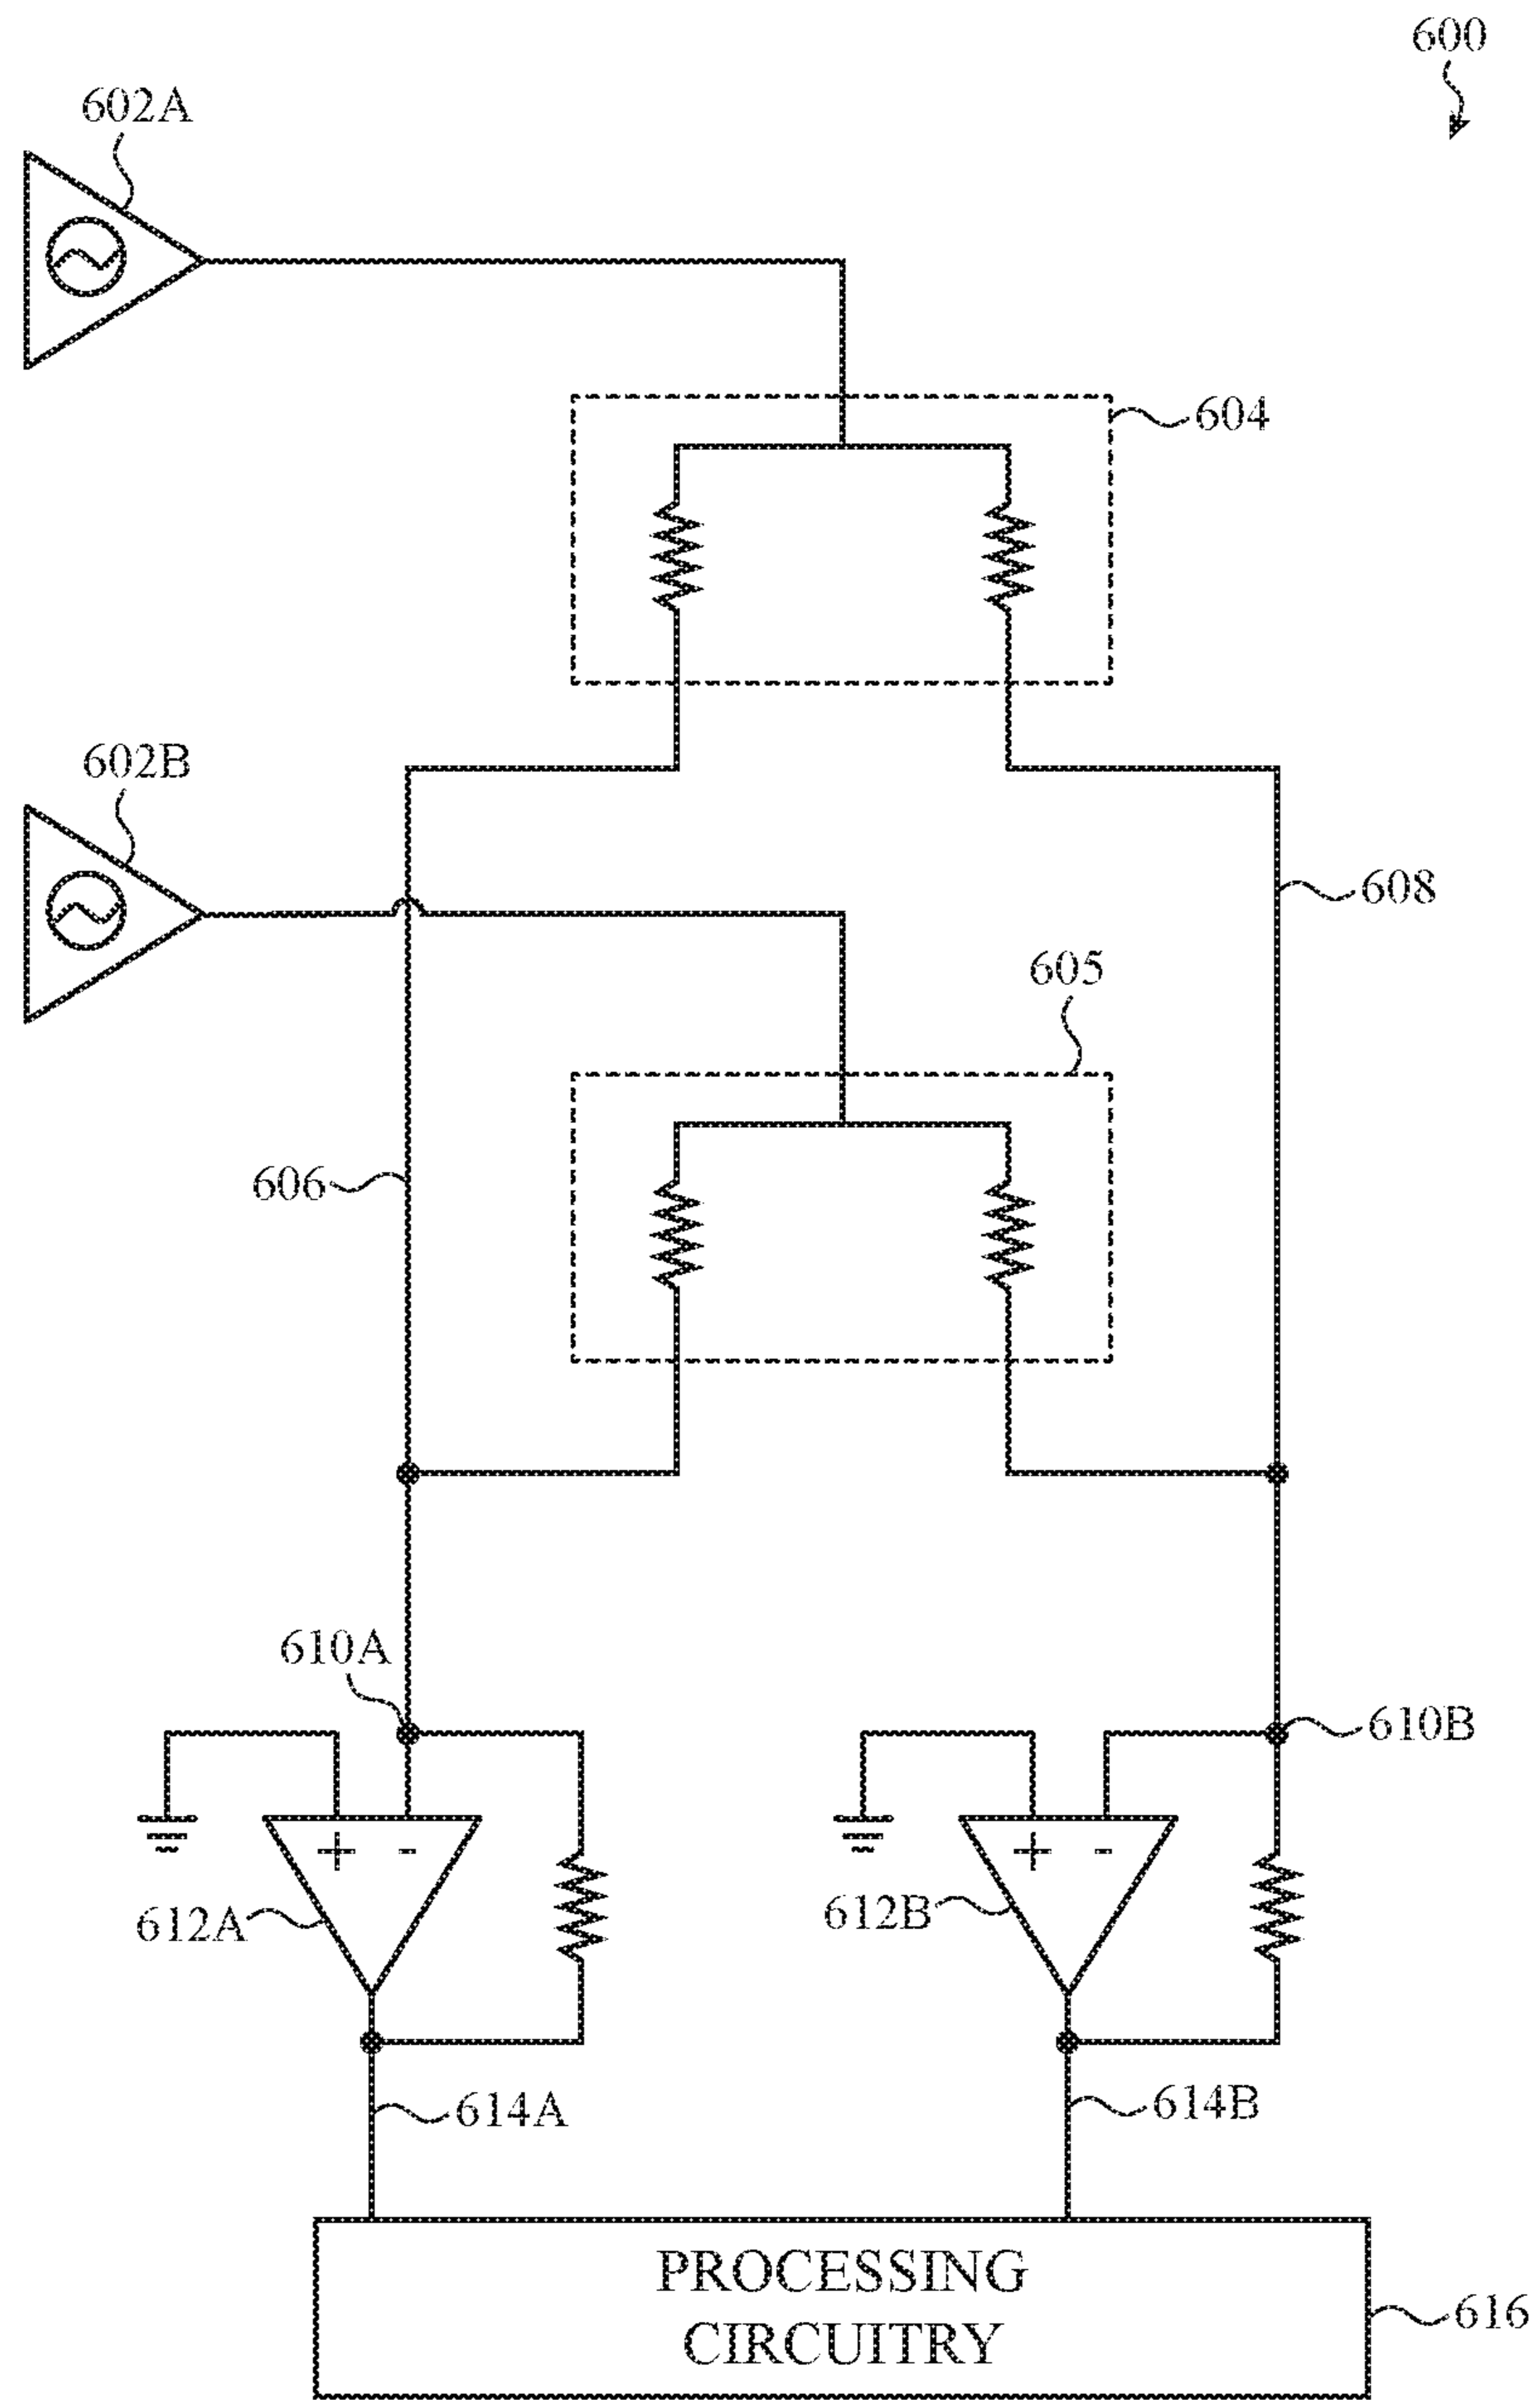 600
602A
604
602B
608
605
606
610A
610B
+ -
+ -
612A
612B
614A
614B
PROCESSING
CIRCUITRY
616